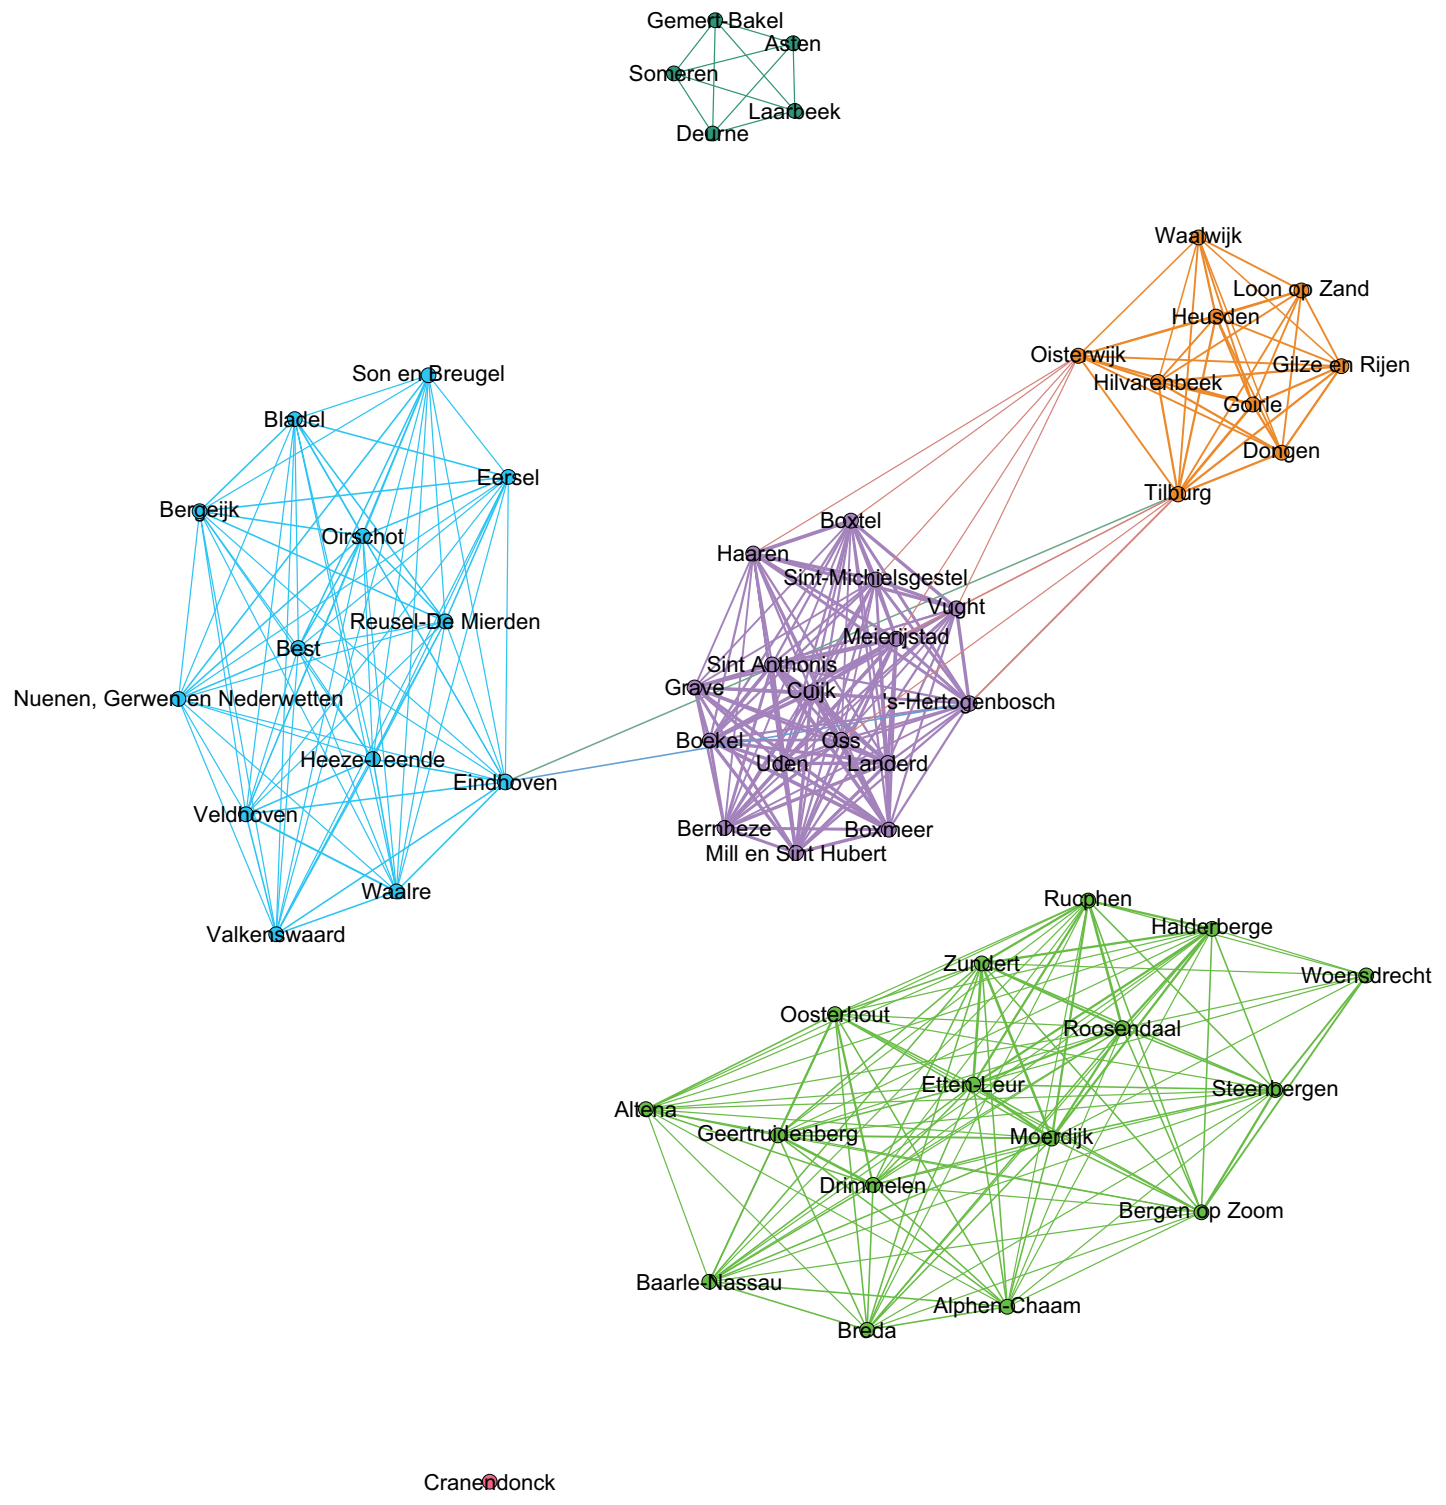 Gemert-Bakel
Asten
Someren
Laarbeek
Deurne
Waalwijk
Loon op Zand
Heusden
Oisterwijk
Gilze en Rijen
Hilvarenbeek
Goirle
Dongen
Tilburg
Son en Breugel
Bladel
Eersel
Bergeijk
Oirschot
Reusel-De Mierden
Best
Nuenen, Gerwen en Nederwetten
Heeze-Leende
Eindhoven
Veldhoven
Waalre
Valkenswaard
Boxtel
Haaren
Sint-Michielsgestel
Vught
Meierijstad
Sint Anthonis
Grave
Cuijk
's-Hertogenbosch
Boekel
Oss
Uden
Landerd
Bernheze
Boxmeer
Mill en Sint Hubert
Rucphen
Halderberge
Zundert
Woensdrecht
Oosterhout
Roosendaal
Etten-Leur
Steenbergen
Altena
Geertruidenberg
Moerdijk
Drimmelen
Bergen op Zoom
Baarle-Nassau
Alphen-Chaam
Breda
Cranendonck